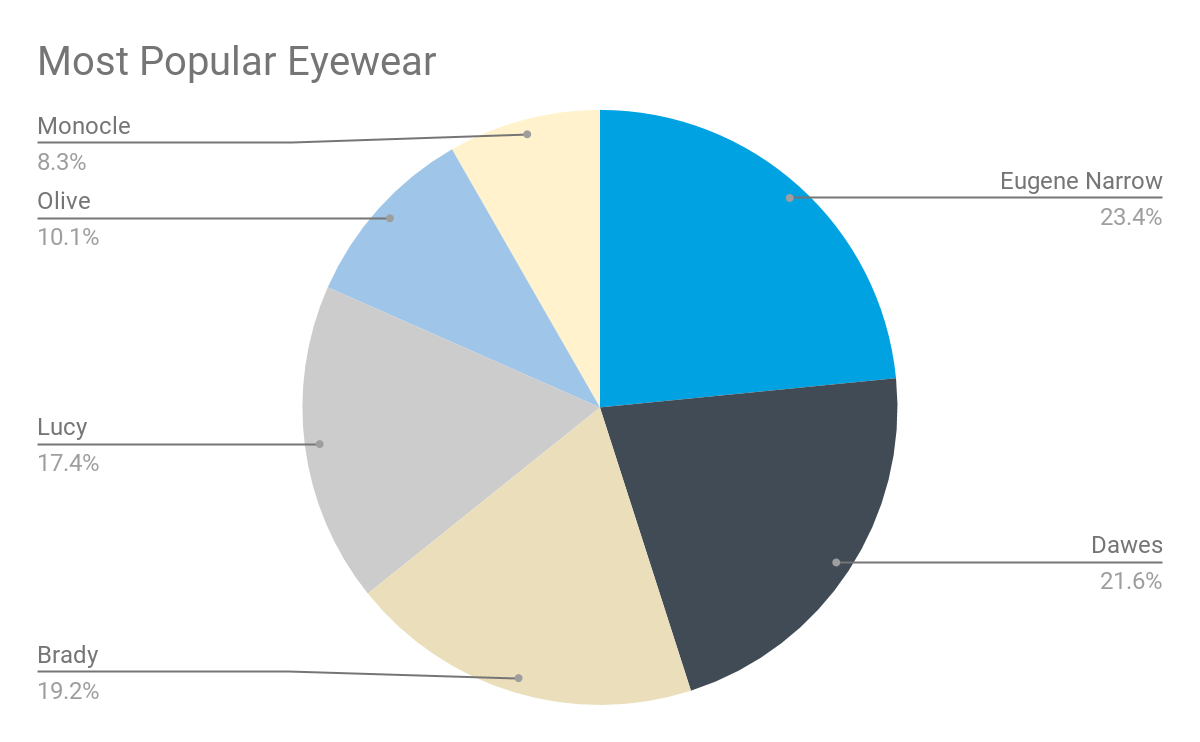 Most Popular Eyewear
Monocle
8.3%
Olive
10.1%
Lucy
17.4%
Brady
19.2%
Eugene Narrow
23.4%
Dawes
21.6%